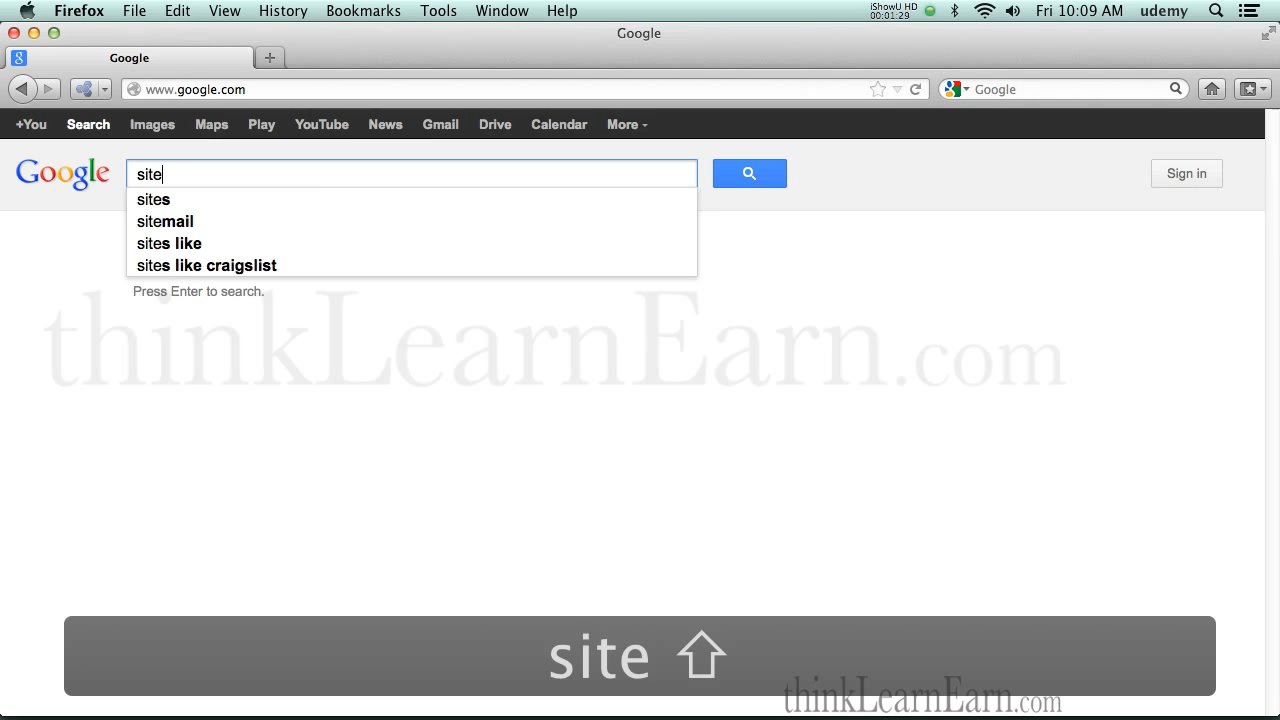 Firefox File Edit View History Bookmarks Tools Window Help iShowU HD 00:01:29 Fri 10:09 AM udemy
Google
Google
www.google.com Google
+You Search Images Maps Play YouTube News Gmail Drive Calendar More
Google site Sign in
sites
sitemail
sites like
sites like craigslist
Press Enter to search.
thinkLearnEarn.com
site
thinkLearnEarn.com